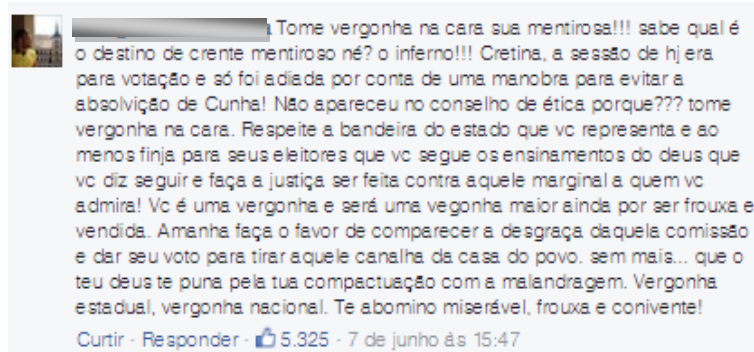 Tome vergonha na cara sua mentirosa!!! sabe qual é
o destino de crente mentiroso né? o inferno!!! Cretina, a sessão de hj era
para votação e só foi adiada por conta de uma manobra para evitar a
absolvição de Cunha! Não apareceu no conselho de ética porque??? tome
vergonha na cara. Respeite a bandeira do estado que vc representa e ao
menos finja para seus eleitores que vc segue os ensinamentos do deus que
vc diz seguir e faça a justiça ser feita contra aquele marginal a quem vc
admira! Vc é uma vergonha e será uma vegonha maior ainda por ser frouxa e
vendida. Amanha faça o favor de comparecer a desgraça daquela comissão
e dar seu voto para tirar aquele canalha da casa do povo. sem mais... que o
teu deus te puna pela tua compactuação com a malandragem. Vergonha
estadual, vergonha nacional. Te abomino miserável, frouxa e conivente!
Curtir · Responder · 5.325 · 7 de junho às 15:47